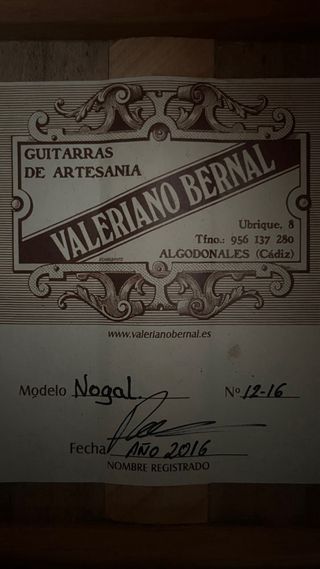 GUITARRAS
DE ARTESANIA
VALERIANO BERNAL
Ubrique, 8
Tfno.: 956 137 280
ALGODONALES (Cádiz)
www.valerianobernal.es
Modelo Nogal. Nº 12-16
Fecha AÑO 2016
NOMBRE REGISTRADO